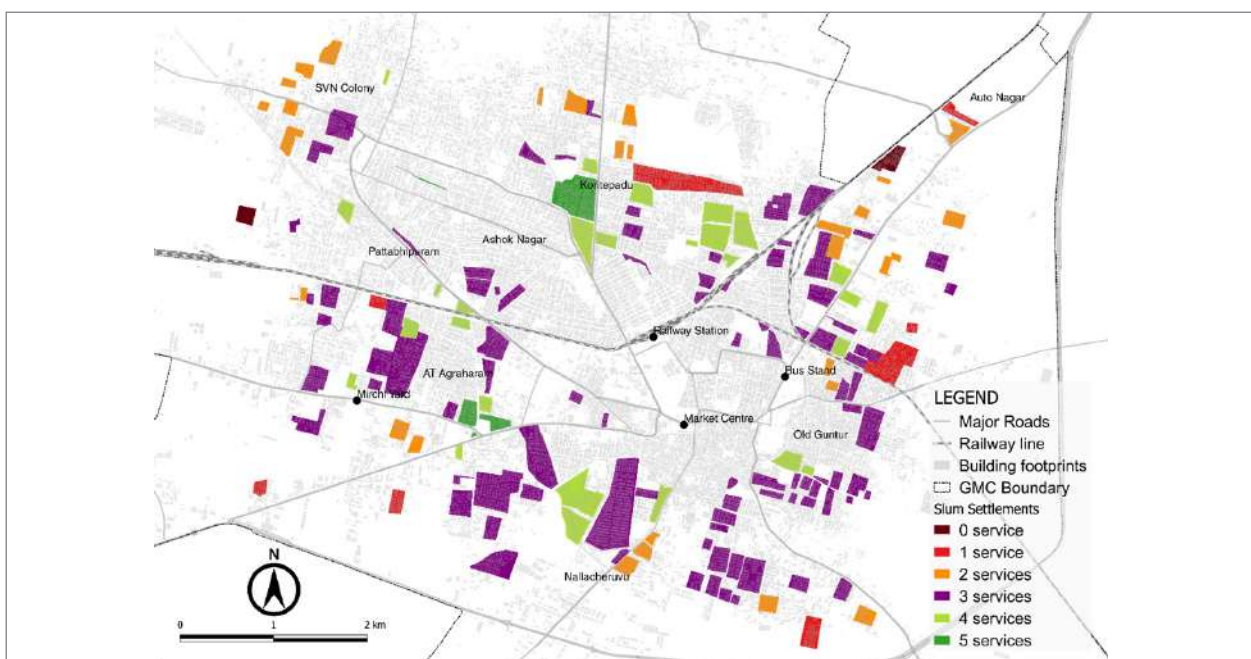 Auto Nagar
SVN Colony
Kontepadu
Ashok Nagar
Pattabhipuram
Railway Station
AT Agraharam
Bus Stand
Mirchi Yard
Market Centre
Old Guntur
Nallacheruvu
N
0 1 2 km
LEGEND
Major Roads
Railway line
Building footprints
GMC Boundary
Slum Settlements
0 service
1 service
2 services
3 services
4 services
5 services